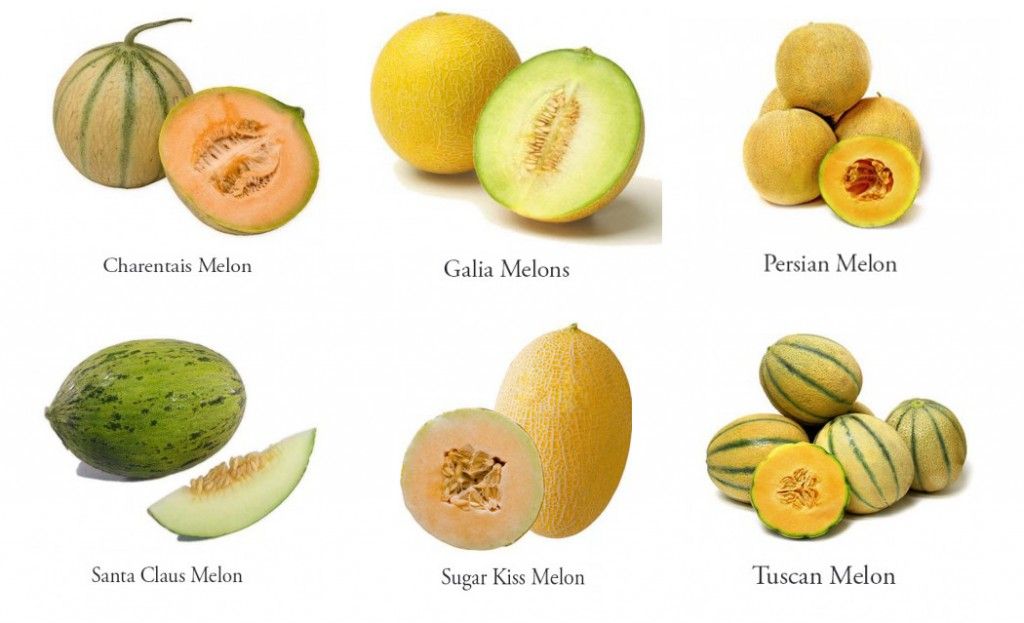 Charentais Melon
Galia Melons
Persian Melon
Santa Claus Melon
Sugar Kiss Melon
Tuscan Melon